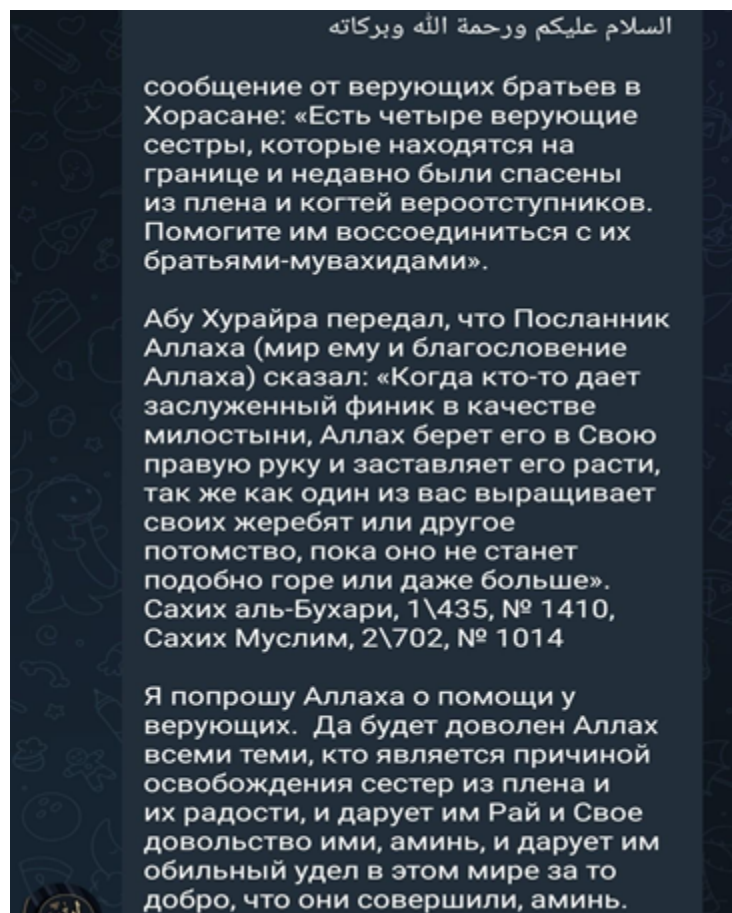 السلام عليكم ورحمة الله وبركاته
сообщение от верующих братьев в
Хорасане: «Есть четыре верующие
сестры, которые находятся на
границе и недавно были спасены
из плена и когтей вероотступников.
Помогите им воссоединиться с их
братьями-мувахидами».
Абу Хурайра передал, что Посланник
Аллаха (мир ему и благословение
Аллаха) сказал: «Когда кто-то дает
заслуженный финик в качестве
милостыни, Аллах берет его в Свою
правую руку и заставляет его расти,
так же как один из вас выращивает
своих жеребят или другое
потомство, пока оно не станет
подобно горе или даже больше».
Сахих аль-Бухари, 1\435, № 1410,
Сахих Муслим, 2\702, № 1014
Я попрошу Аллаха о помощи у
верующих.  Да будет доволен Аллах
всеми теми, кто является причиной
освобождения сестер из плена и
их радости, и дарует им Рай и Свое
довольство ими, аминь, и дарует им
обильный удел в этом мире за то
добро, что они совершили, аминь.